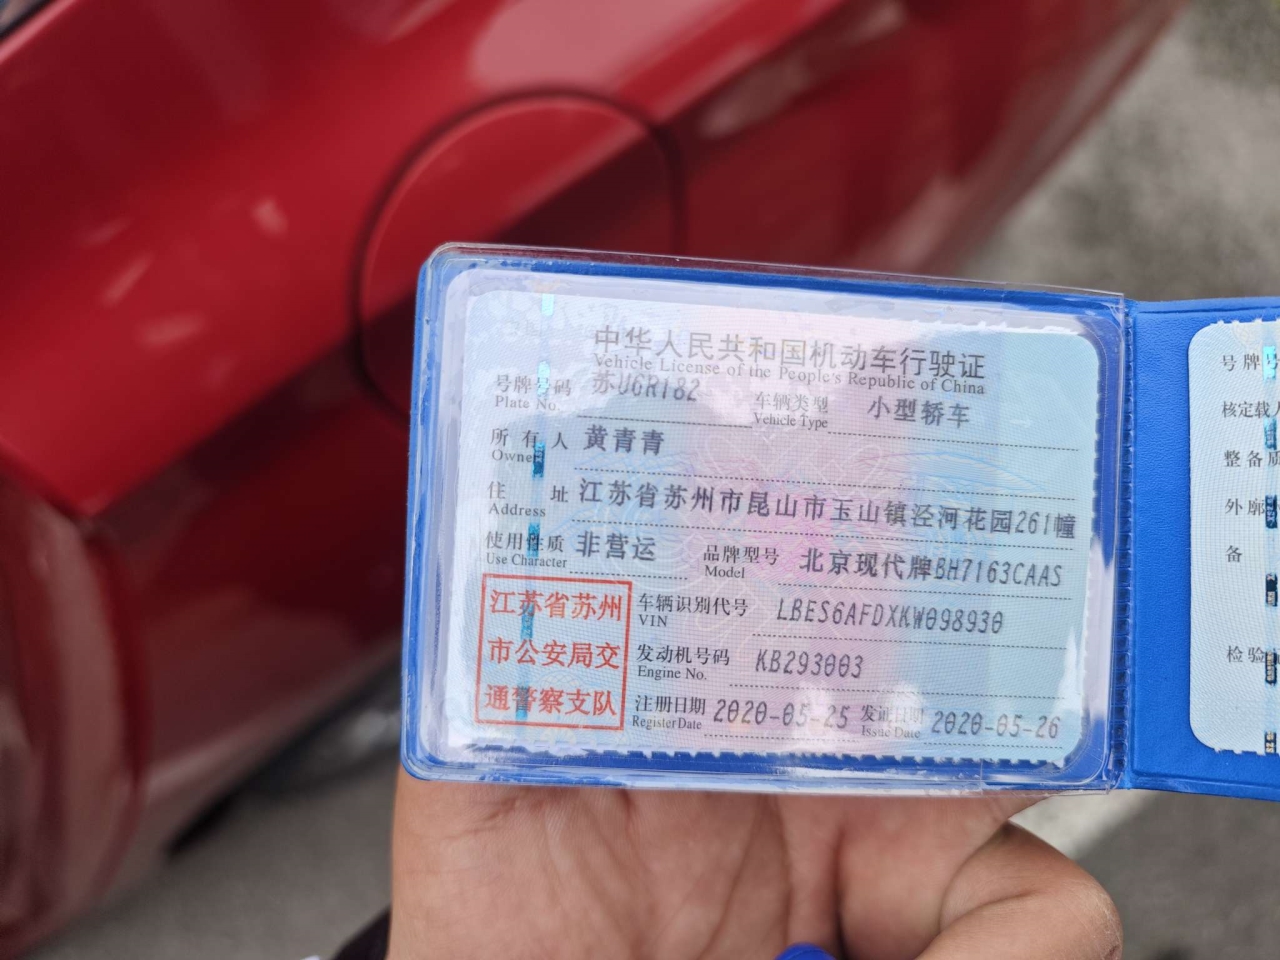 中华人民共和国机动车行驶证
Vehicle License of the People's Republic of China
号牌号码 苏U6R182 车辆类型 小型轿车
Plate No. Vehicle Type
所有人 黄青青
Owner
住址 江苏省苏州市昆山市玉山镇泾河花园261幢
Address
使用性质 非营运 品牌型号 北京现代牌BH7163CAAS
Use Character Model
江苏省苏州
市公安局交
通警察支队
车辆识别代号 LBES6AFDXKW098930
VIN
发动机号码 KB293003
Engine No.
注册日期 2020-05-25 发证日期 2020-05-26
Register Date Issue Date
号牌号
核定载人
整备质
外廓
备
检验